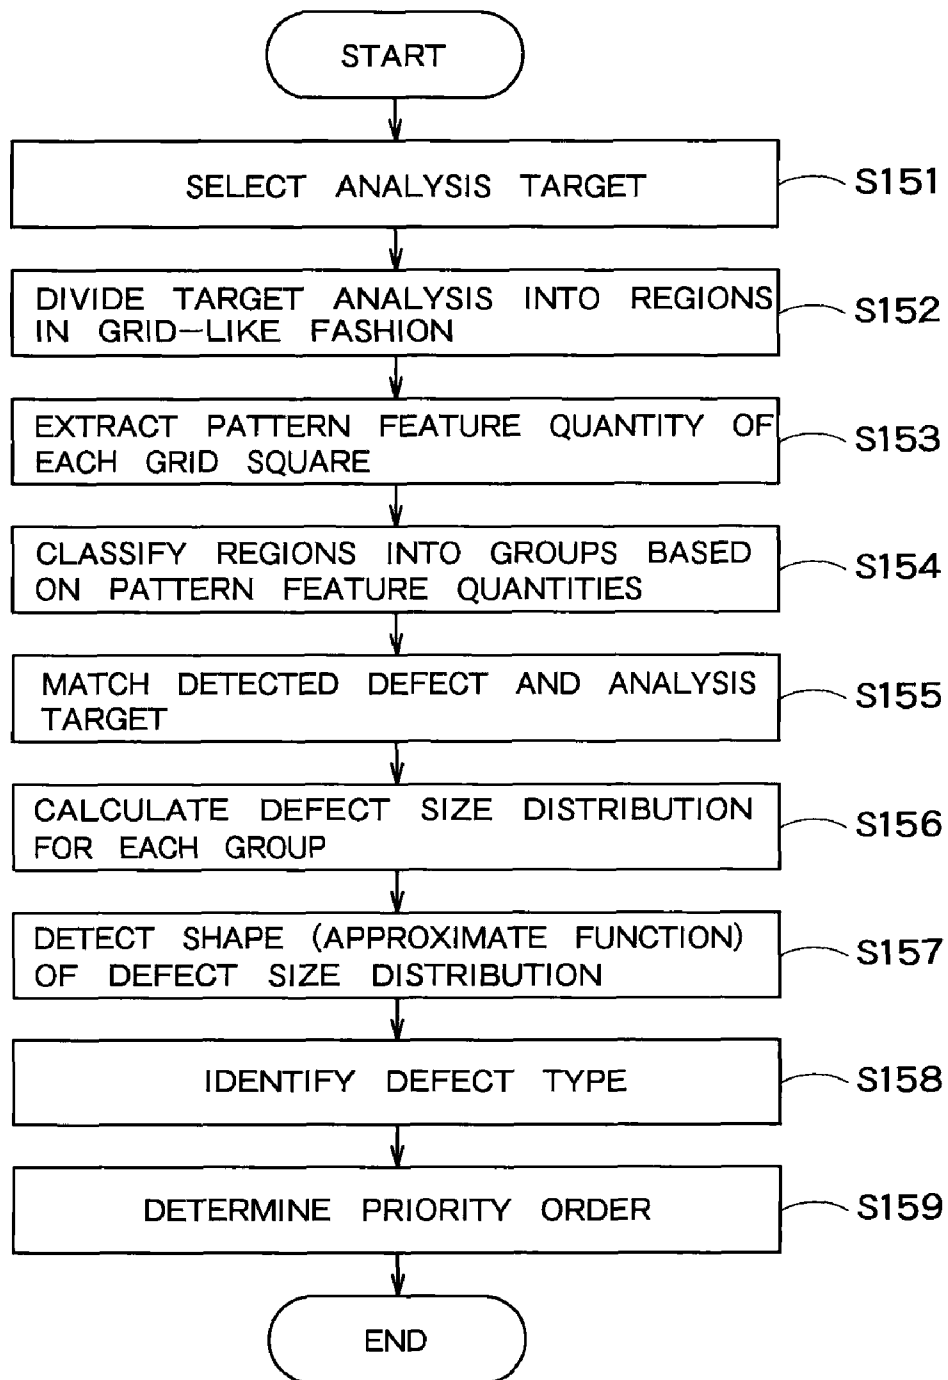 START
SELECT ANALYSIS TARGET
S151
DIVIDE TARGET ANALYSIS INTO REGIONS
IN GRID-LIKE FASHION
S152
EXTRACT PATTERN FEATURE QUANTITY OF
EACH GRID SQUARE
S153
CLASSIFY REGIONS INTO GROUPS BASED
ON PATTERN FEATURE QUANTITIES
S154
MATCH DETECTED DEFECT AND ANALYSIS
TARGET
S155
CALCULATE DEFECT SIZE DISTRIBUTION
FOR EACH GROUP
S156
DETECT SHAPE (APPROXIMATE FUNCTION)
OF DEFECT SIZE DISTRIBUTION
S157
IDENTIFY DEFECT TYPE
S158
DETERMINE PRIORITY ORDER
S159
END